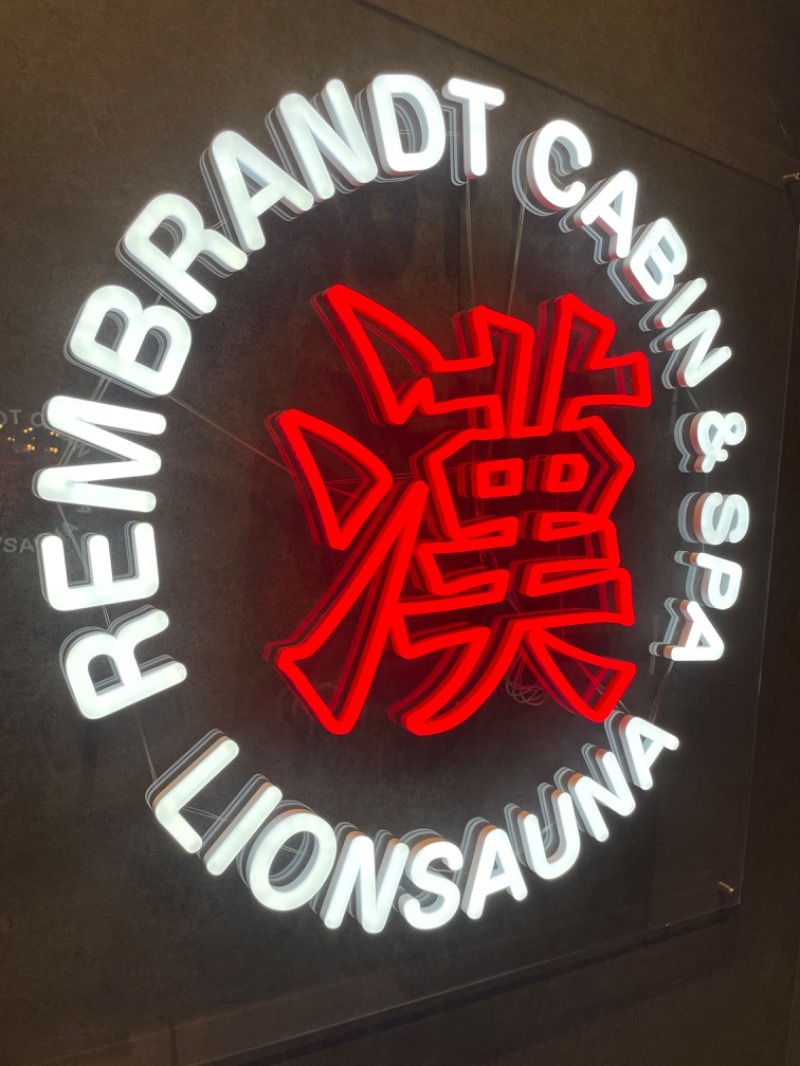 REMBRANDT CABIN & SPA
漢
LIONSAUNA